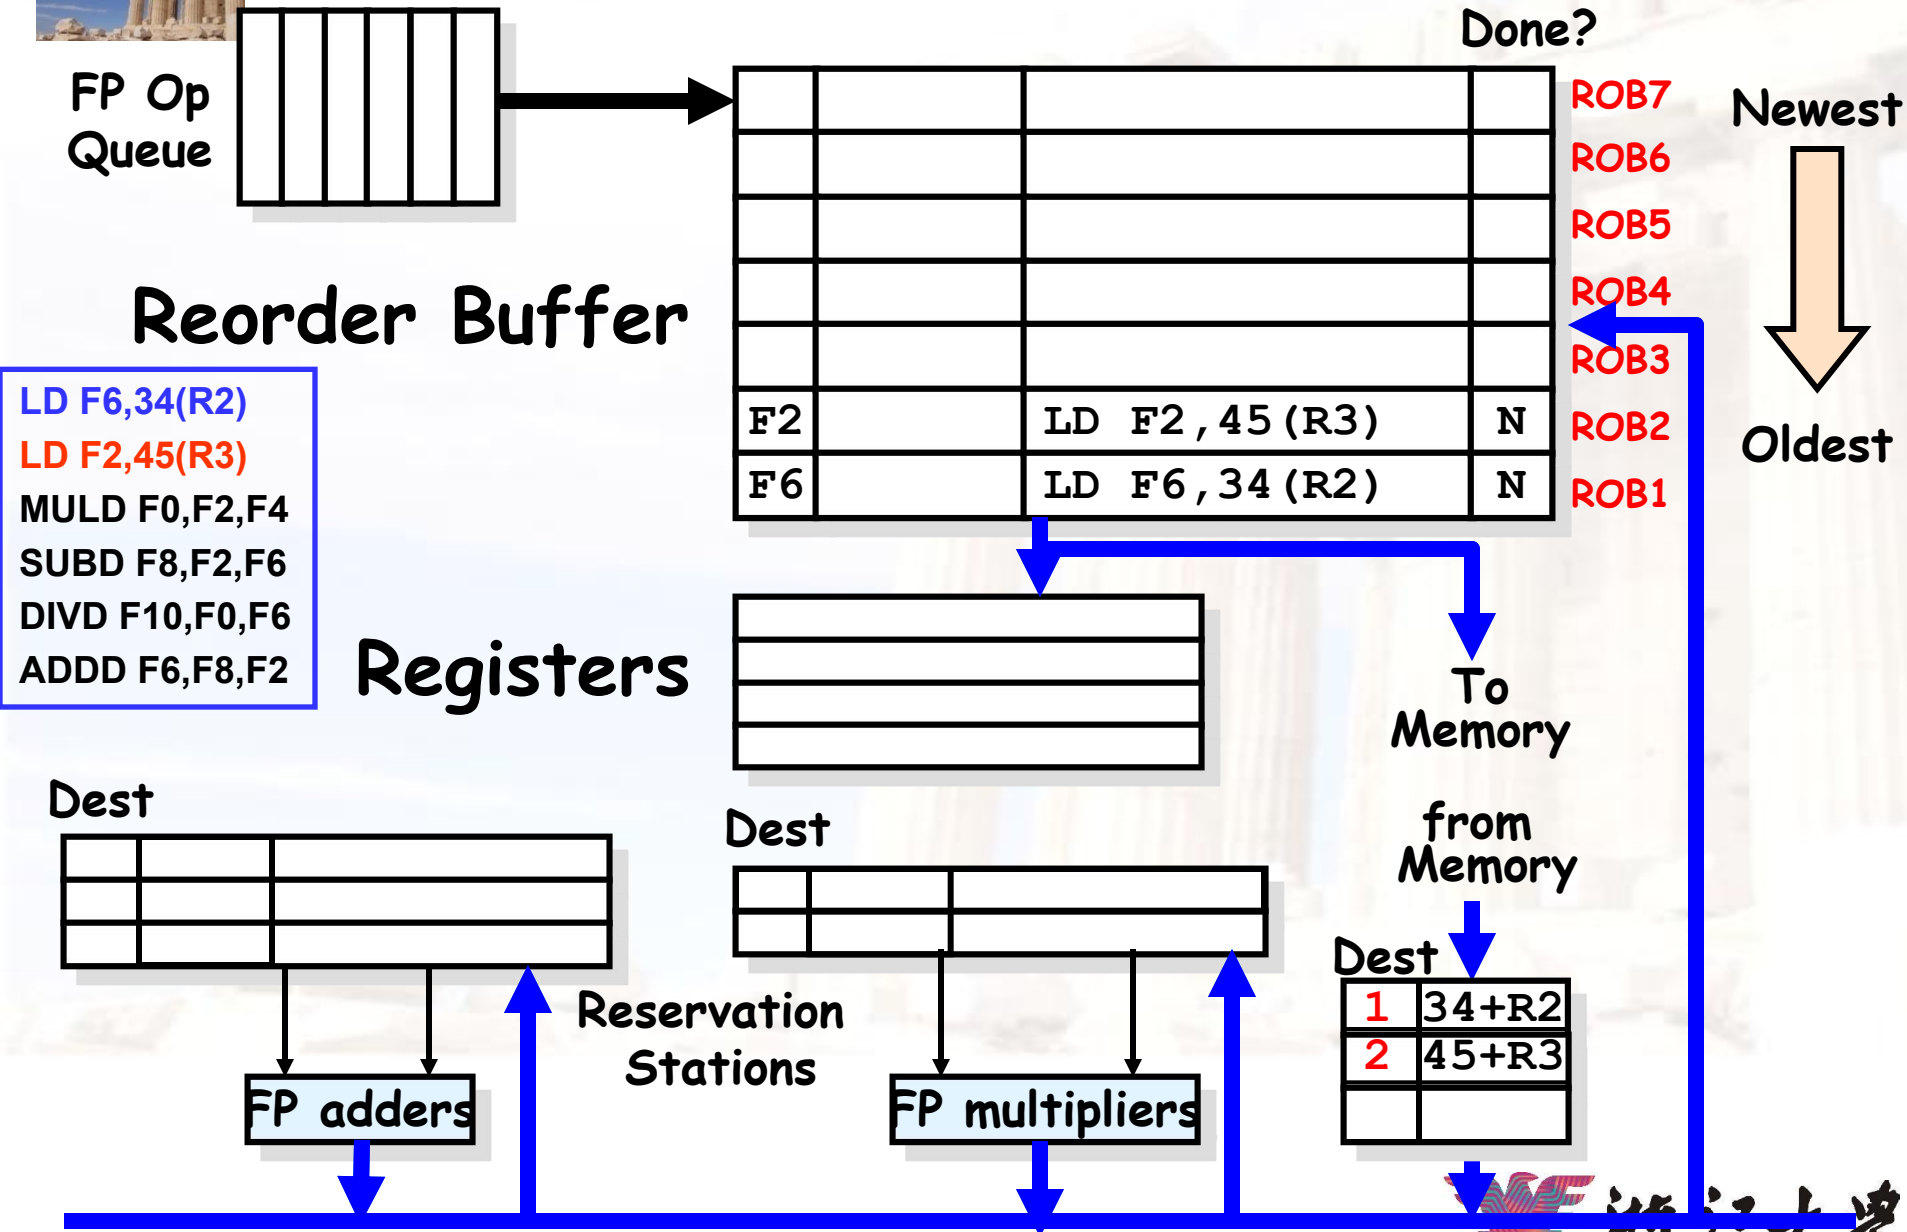 Done?
FP Op
Queue
ROB7
Newest
ROB6
ROB5
ROB4
ROB3
Reorder Buffer
F2 LD F2,45(R3) N ROB2
F6 LD F6,34(R2) N ROB1
Oldest
LD F6,34(R2)
LD F2,45(R3)
MULD F0,F2,F4
SUBD F8,F2,F6
DIVD F10,F0,F6
ADDD F6,F8,F2
Registers
To
Memory
from
Memory
Dest
Dest
Dest
1 34+R2
2 45+R3
Reservation
Stations
FP adders
FP multipliers